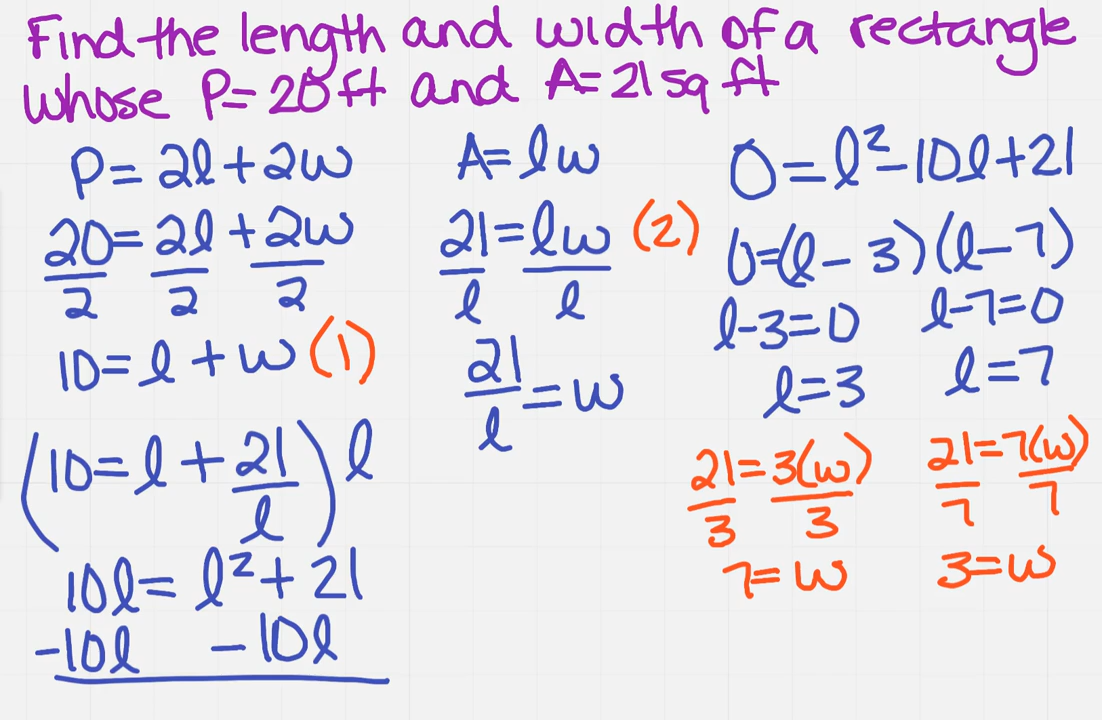 Find the length and width of a rectangle
whose P=20ft and A=21sq ft
P=2l+2w
20=2l+2w
2 2 2
10=l+w (1)
(10=l+21/l)l
10l=l²+21
-10l -10l
A=lw
21=lw (2)
l l
21/l=w
0=l²-10l+21
0=(l-3)(l-7)
l-3=0 l-7=0
l=3 l=7
21=3(w) 21=7(w)
3 3 7 7
7=w 3=w